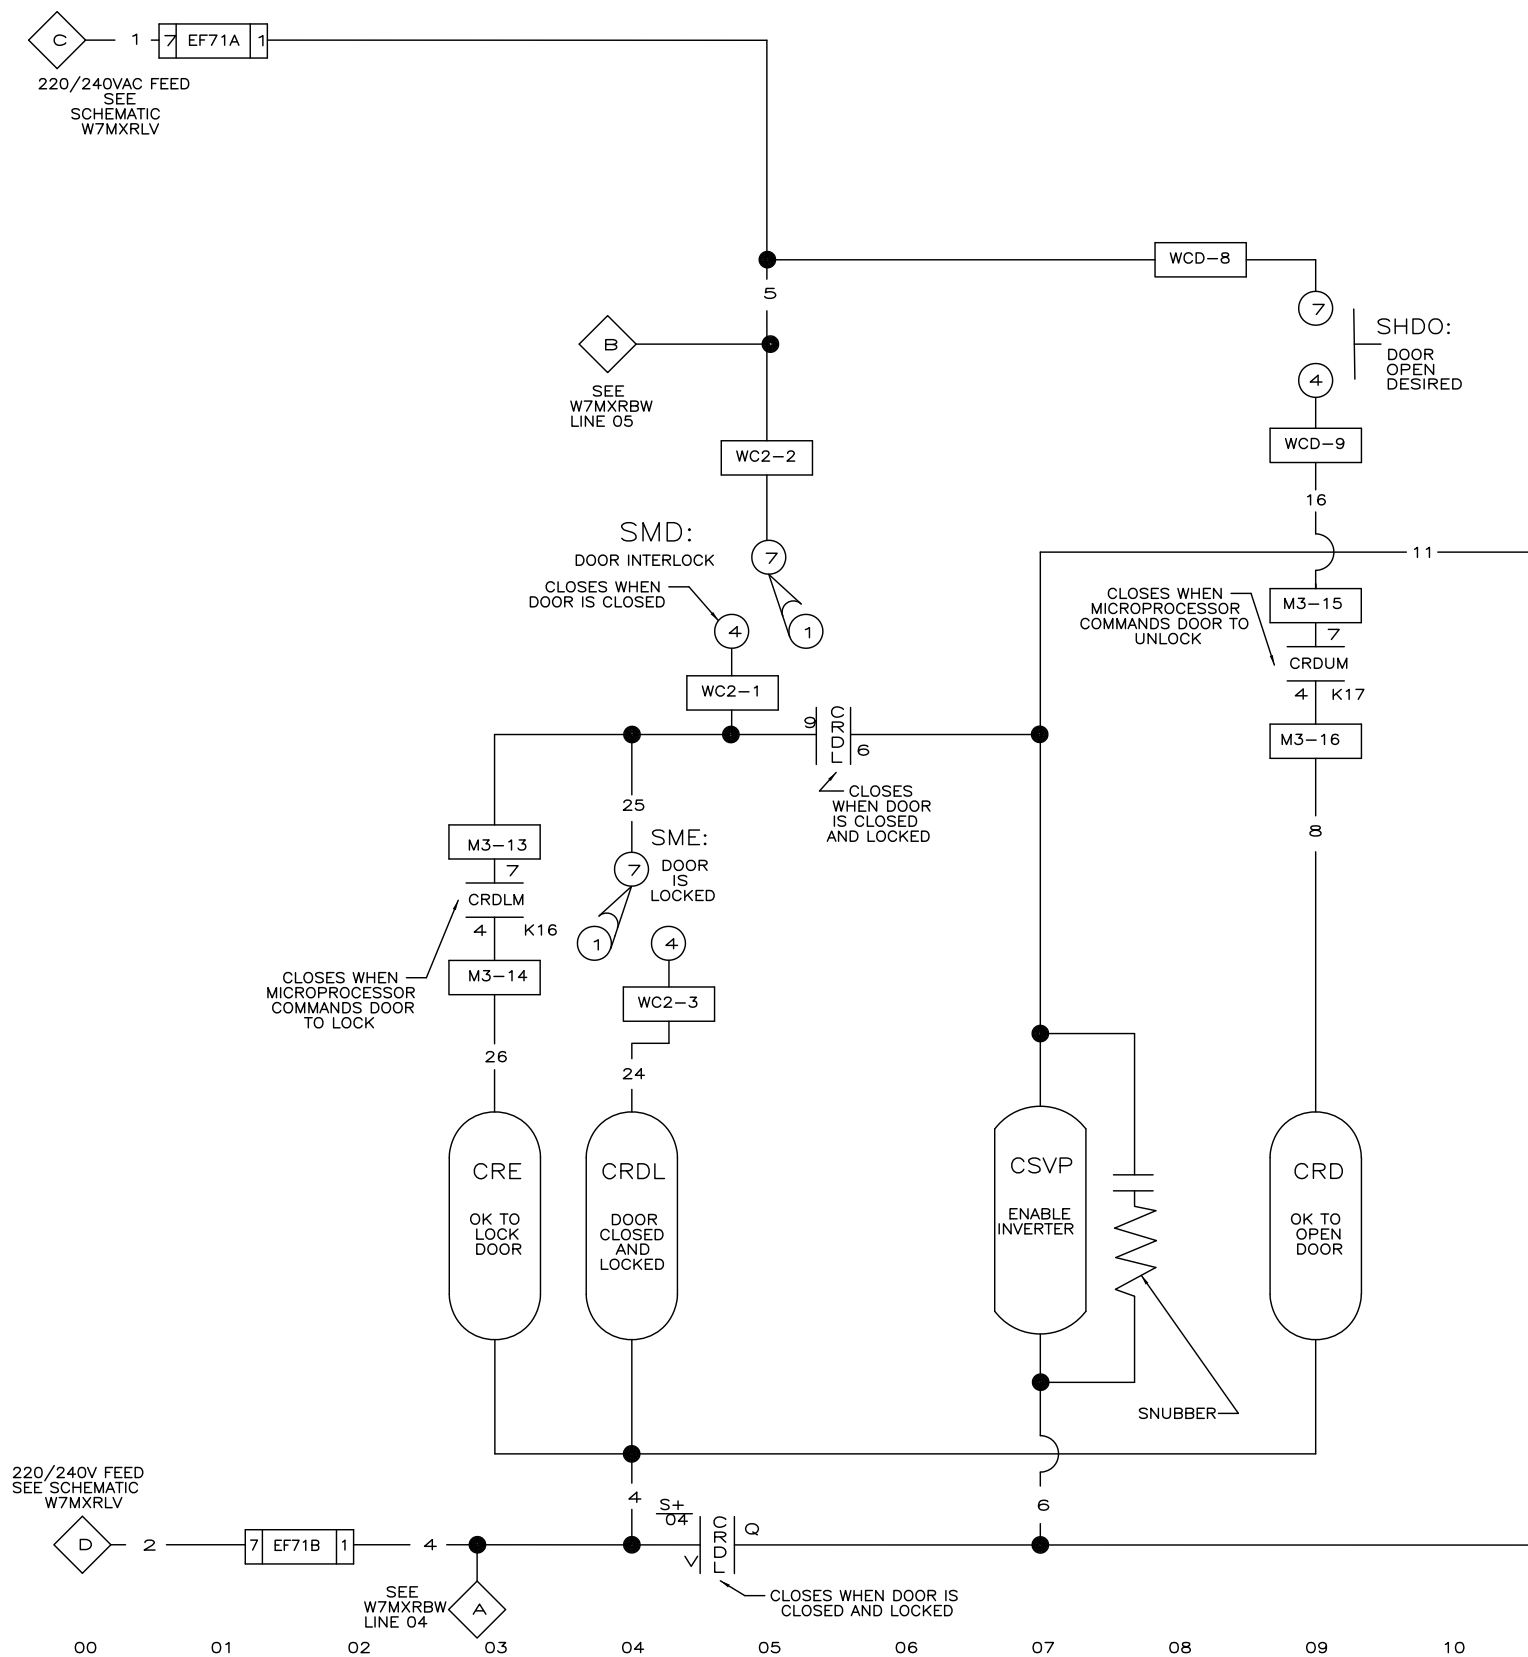 C
1
7
EF71A
1
220/240VAC FEED
SEE
SCHEMATIC
W7MXRLV
WCD-8
5
7
SHDO:
DOOR
OPEN
DESIRED
B
SEE
W7MXRBW
LINE 05
4
WCD-9
WC2-2
16
SMD:
DOOR INTERLOCK
7
11
CLOSES WHEN
DOOR IS CLOSED
4
1
CLOSES WHEN
MICROPROCESSOR
COMMANDS DOOR TO
UNLOCK
M3-15
7
CRDUM
4
K17
WC2-1
9
CRDL
6
M3-16
CLOSES
WHEN DOOR
IS CLOSED
AND LOCKED
25
8
M3-13
7
CRDLM
4
K16
M3-14
SME:
DOOR
IS
LOCKED
7
1
4
WC2-3
CLOSES WHEN
MICROPROCESSOR
COMMANDS DOOR
TO LOCK
26
24
CRE
OK TO
LOCK
DOOR
CRDL
DOOR
CLOSED
AND
LOCKED
CSVP
ENABLE
INVERTER
CRD
OK TO
OPEN
DOOR
SNUBBER
220/240V FEED
SEE SCHEMATIC
W7MXRLV
D
2
7
EF71B
1
4
4
S+
04
V
CRDL
Q
6
SEE
W7MXRBW
LINE 04
A
CLOSES WHEN DOOR IS
CLOSED AND LOCKED
00 01 02 03 04 05 06 07 08 09 10